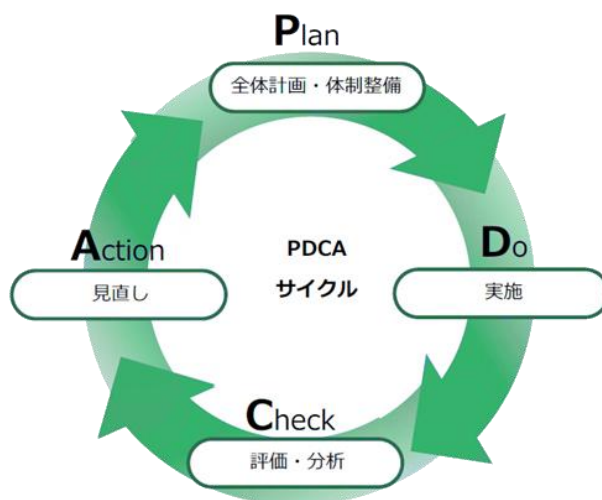 Plan
全体計画・体制整備
Do
実施
Check
評価・分析
Action
見直し
PDCA
サイクル